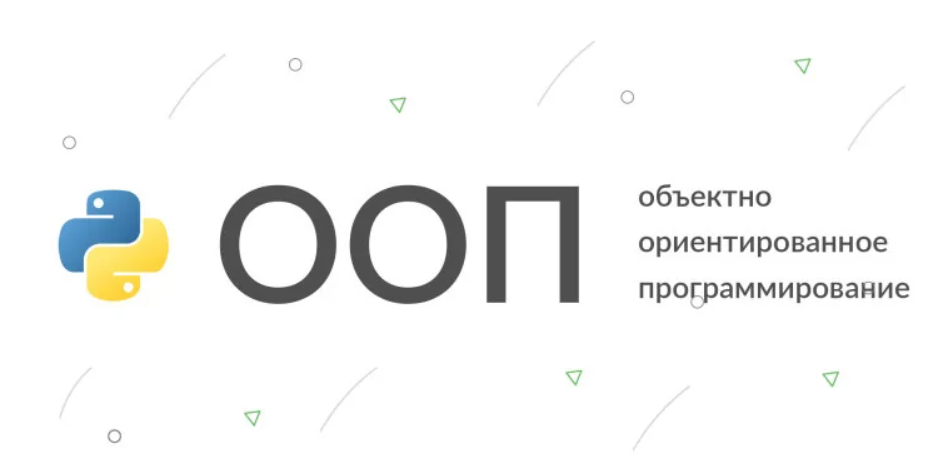 ООП
объектно
ориентированное
программирование